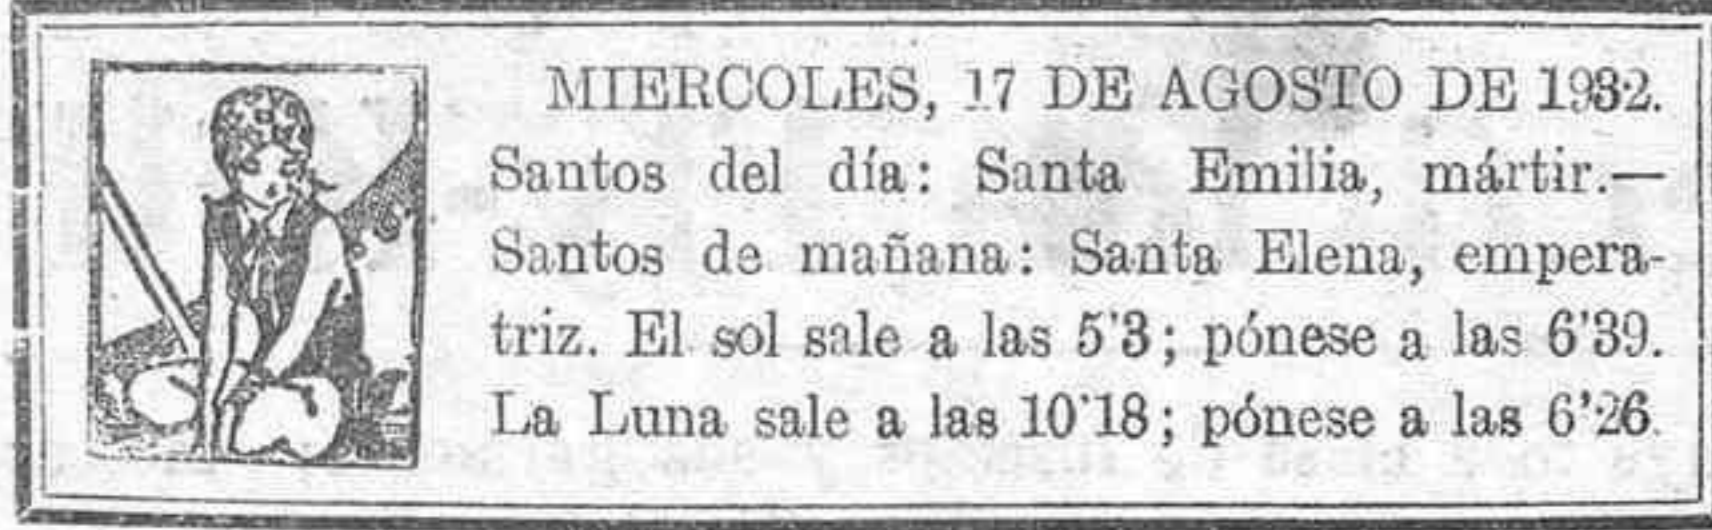 MIERCOLES, 17 DE AGOSTO DE 1932.
Santos del día: Santa Emilia, mártir.—
Santos de mañana: Santa Elena, empera-
triz. El sol sale a las 5'3; pónese a las 6'39.
La Luna sale a las 10'18; pónese a las 6'26.